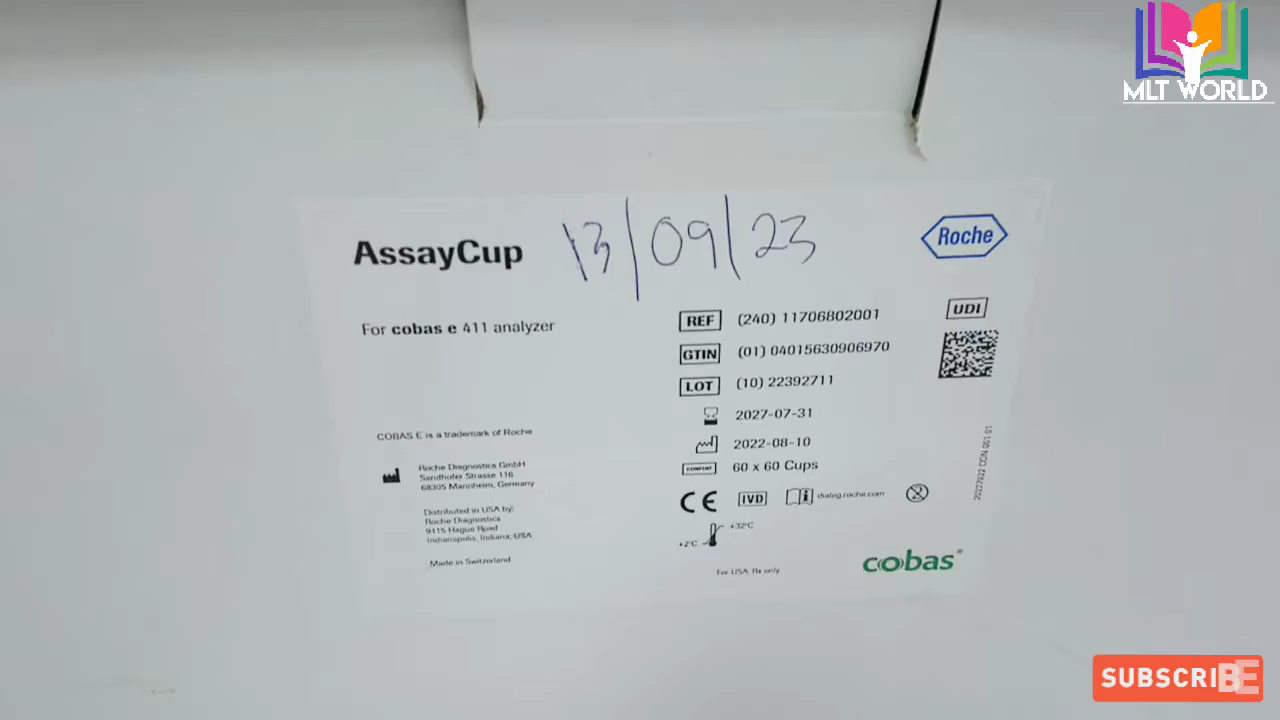 MLT WORLD
AssayCup
13/09/23
Roche
For cobas e 411 analyzer
REF (240) 11706802001
UDI
GTIN (01) 04015630906970
LOT (10) 22392711
2027-07-31
2022-08-10
CONTENT 60 x 60 Cups
COBAS E is a trademark of Roche
Roche Diagnostics GmbH
Sandhofer Strasse 116
68305 Mannheim, Germany
CE IVD dialog.roche.com
Distributed in USA by:
Roche Diagnostics
9115 Hague Road
Indianapolis, Indiana, USA
+32°C
+2°C
Made in Switzerland
For USA: Rx only
cobas®
SUBSCRIBE